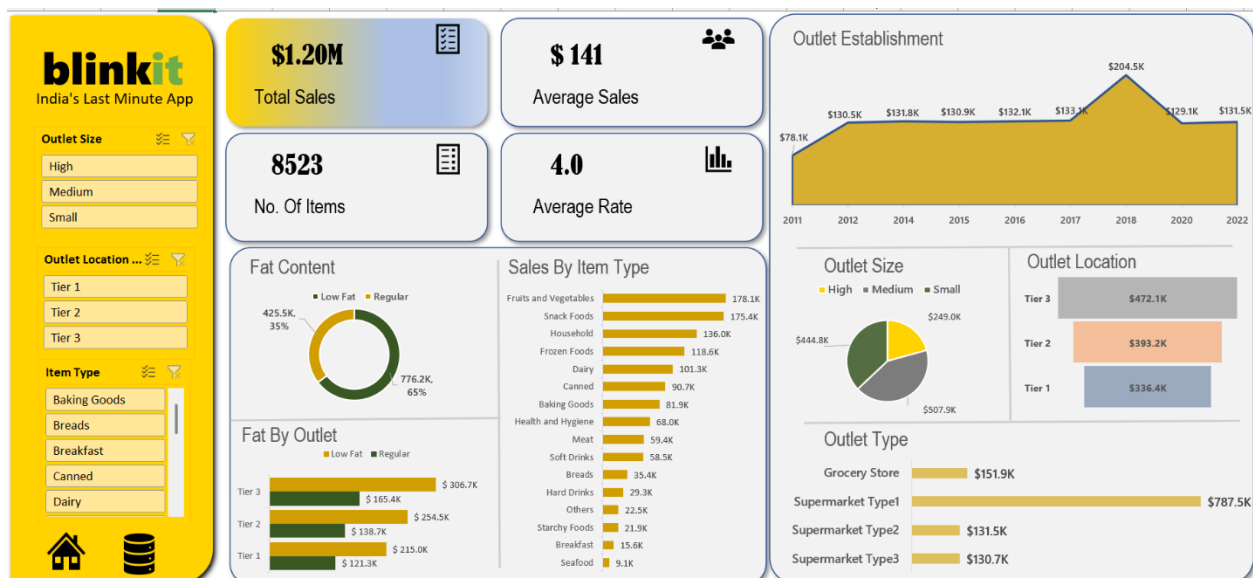 blinkit
India's Last Minute App
Outlet Size
High
Medium
Small
Outlet Location ...
Tier 1
Tier 2
Tier 3
Item Type
Baking Goods
Breads
Breakfast
Canned
Dairy
$1.20M
Total Sales
$ 141
Average Sales
8523
No. Of Items
4.0
Average Rate
Fat Content
Low Fat Regular
425.5K,
35%
776.2K,
65%
Fat By Outlet
Low Fat Regular
Tier 3 $ 306.7K
$ 165.4K
Tier 2 $ 254.5K
$ 138.7K
Tier 1 $ 215.0K
$ 121.3K
Sales By Item Type
Fruits and Vegetables 178.1K
Snack Foods 175.4K
Household 136.0K
Frozen Foods 118.6K
Dairy 101.3K
Canned 90.7K
Baking Goods 81.9K
Health and Hygiene 68.0K
Meat 59.4K
Soft Drinks 58.5K
Breads 35.4K
Hard Drinks 29.3K
Others 22.5K
Starchy Foods 21.9K
Breakfast 15.6K
Seafood 9.1K
Outlet Establishment
$78.1K $130.5K $131.8K $130.9K $132.1K $133.1K $204.5K $129.1K $131.5K
2011 2012 2014 2015 2016 2017 2018 2020 2022
Outlet Size
High Medium Small
$249.0K
$444.8K
$507.9K
Outlet Location
Tier 3 $472.1K
Tier 2 $393.2K
Tier 1 $336.4K
Outlet Type
Grocery Store $151.9K
Supermarket Type1 $787.5K
Supermarket Type2 $131.5K
Supermarket Type3 $130.7K